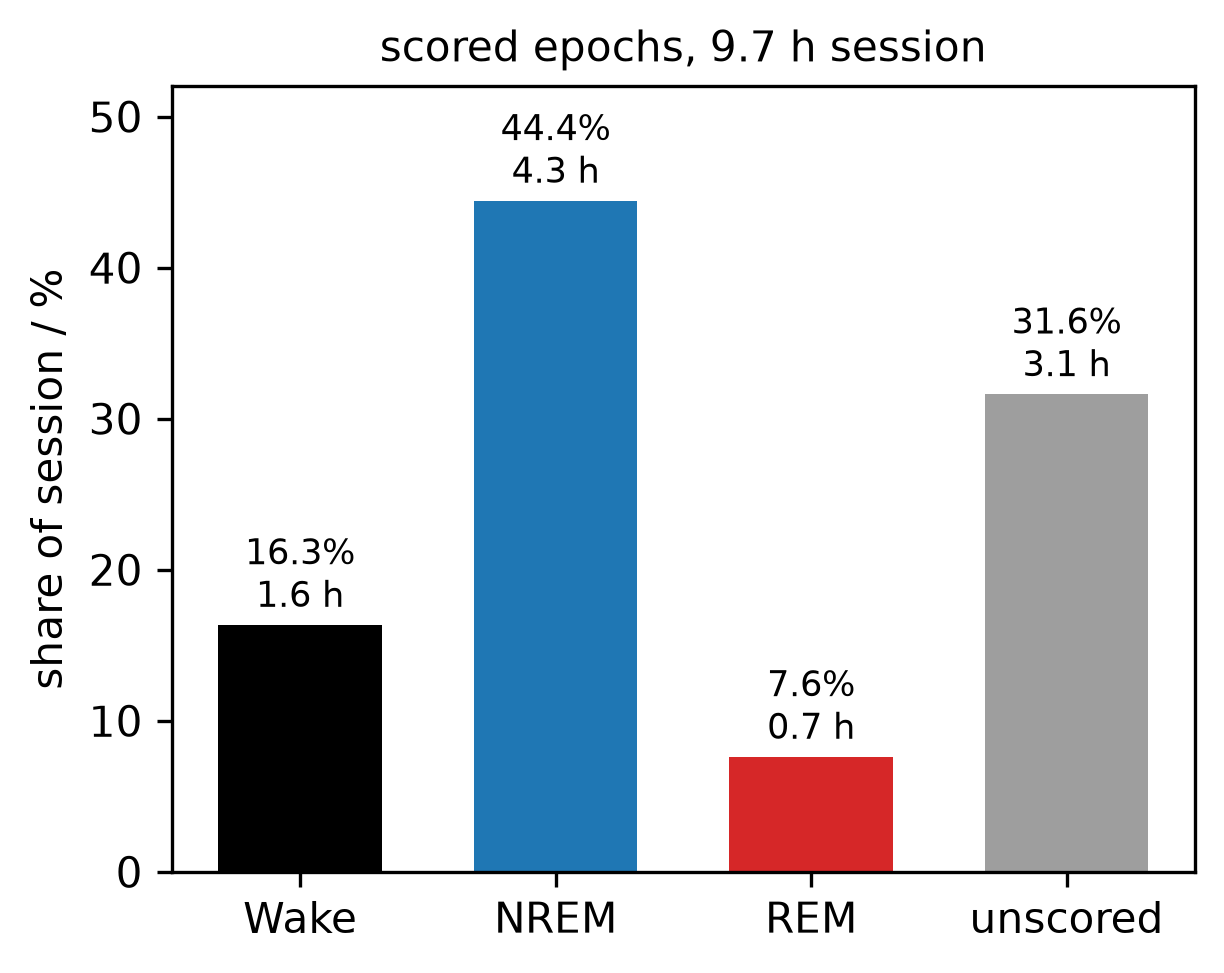 scored epochs, 9.7 h session
share of session / %
50
40
30
20
10
0
44.4%
4.3 h
31.6%
3.1 h
16.3%
1.6 h
7.6%
0.7 h
Wake
NREM
REM
unscored